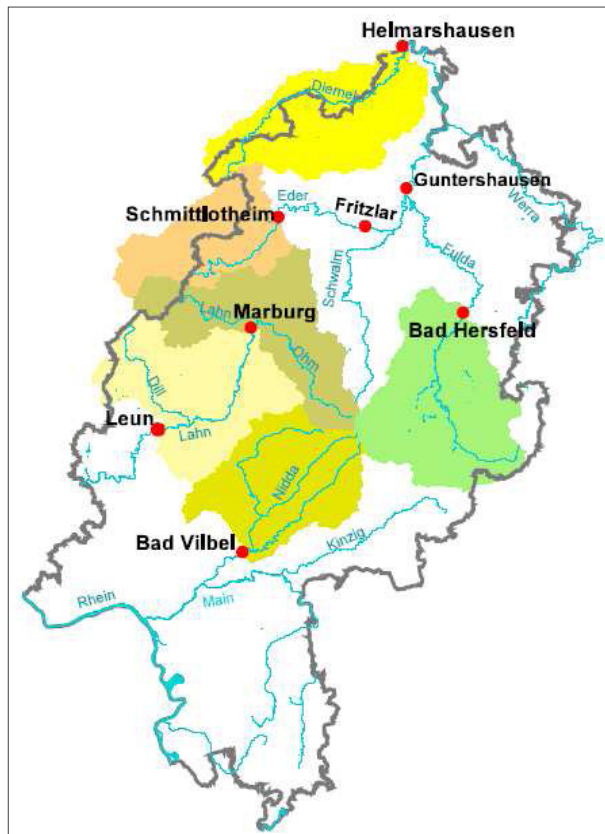 Helmarshausen
Diemel
Guntershausen
Werra
Eder
Fritzlar
Schmittlotheim
Schwalm
Fulda
Lahn
Marburg
Bad Hersfeld
Ohm
Dill
Leun
Lahn
Nidda
Bad Vilbel
Kinzig
Rhein
Main